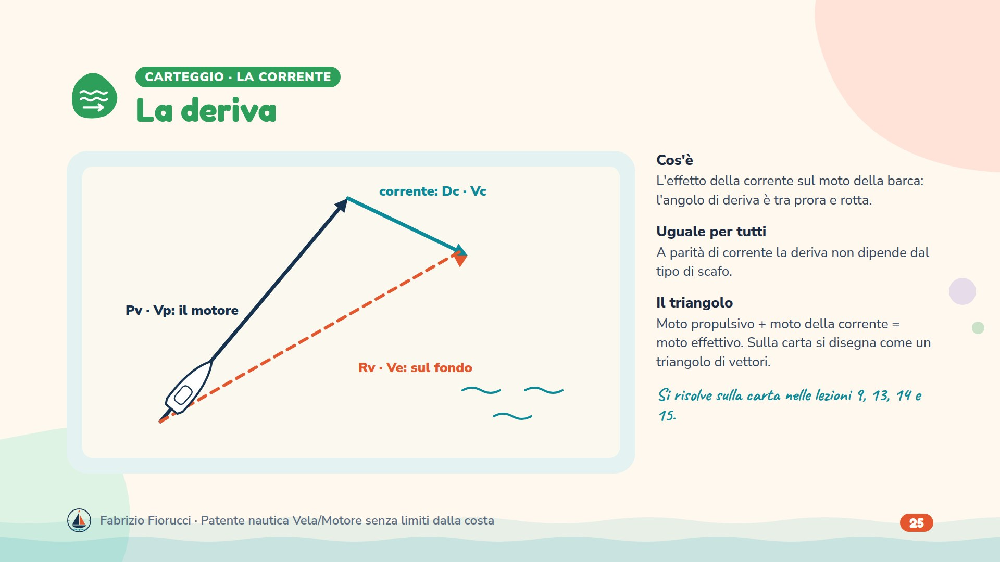 CARTEGGIO · LA CORRENTE
La deriva
corrente: Dc · Vc
Pv · Vp: il motore
Rv · Ve: sul fondo
Cos'è
L'effetto della corrente sul moto della barca:
l'angolo di deriva è tra prora e rotta.
Uguale per tutti
A parità di corrente la deriva non dipende dal
tipo di scafo.
Il triangolo
Moto propulsivo + moto della corrente =
moto effettivo. Sulla carta si disegna come un
triangolo di vettori.
Si risolve sulla carta nelle lezioni 9, 13, 14 e
15.
Fabrizio Fiorucci · Patente nautica Vela/Motore senza limiti dalla costa
25